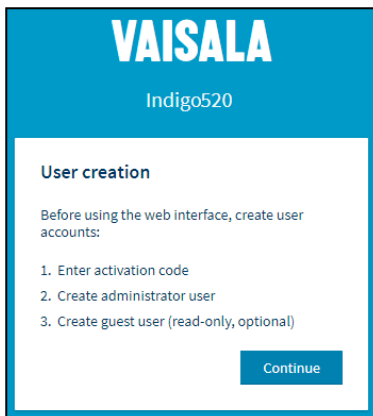 VAISALA
Indigo520
User creation
Before using the web interface, create user
accounts:
1. Enter activation code
2. Create administrator user
3. Create guest user (read-only, optional)
Continue